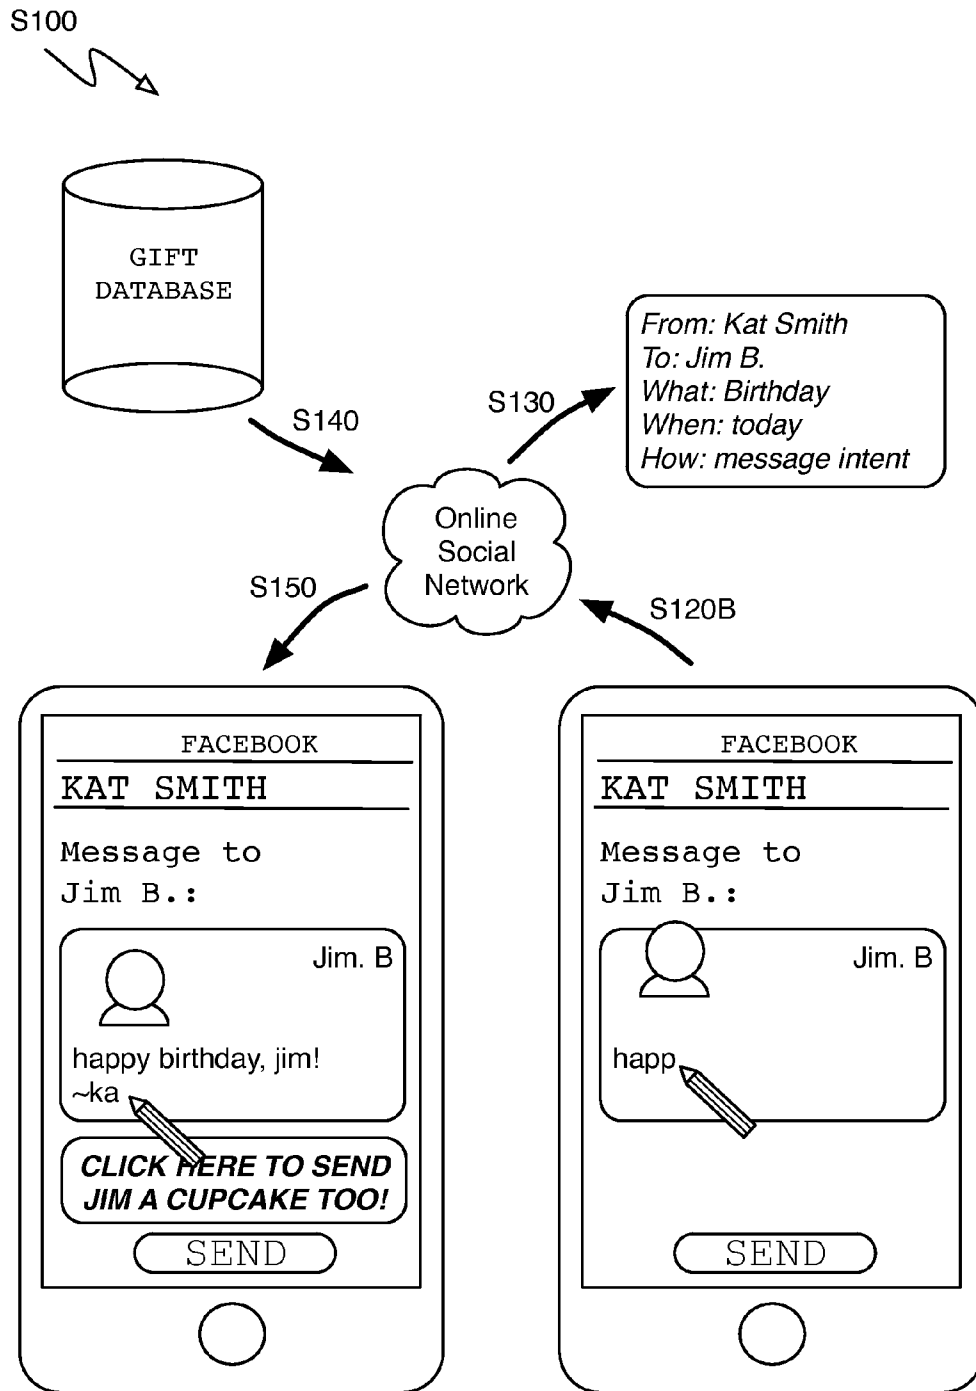 S100
GIFT
DATABASE
From: Kat Smith
To: Jim B.
What: Birthday
When: today
How: message intent
S130
S140
Online
Social
Network
S150
S120B
FACEBOOK
KAT SMITH
Message to
Jim B.:
Jim. B
happy birthday, jim!
~ka
CLICK HERE TO SEND
JIM A CUPCAKE TOO!
SEND
FACEBOOK
KAT SMITH
Message to
Jim B.:
Jim. B
happ
SEND